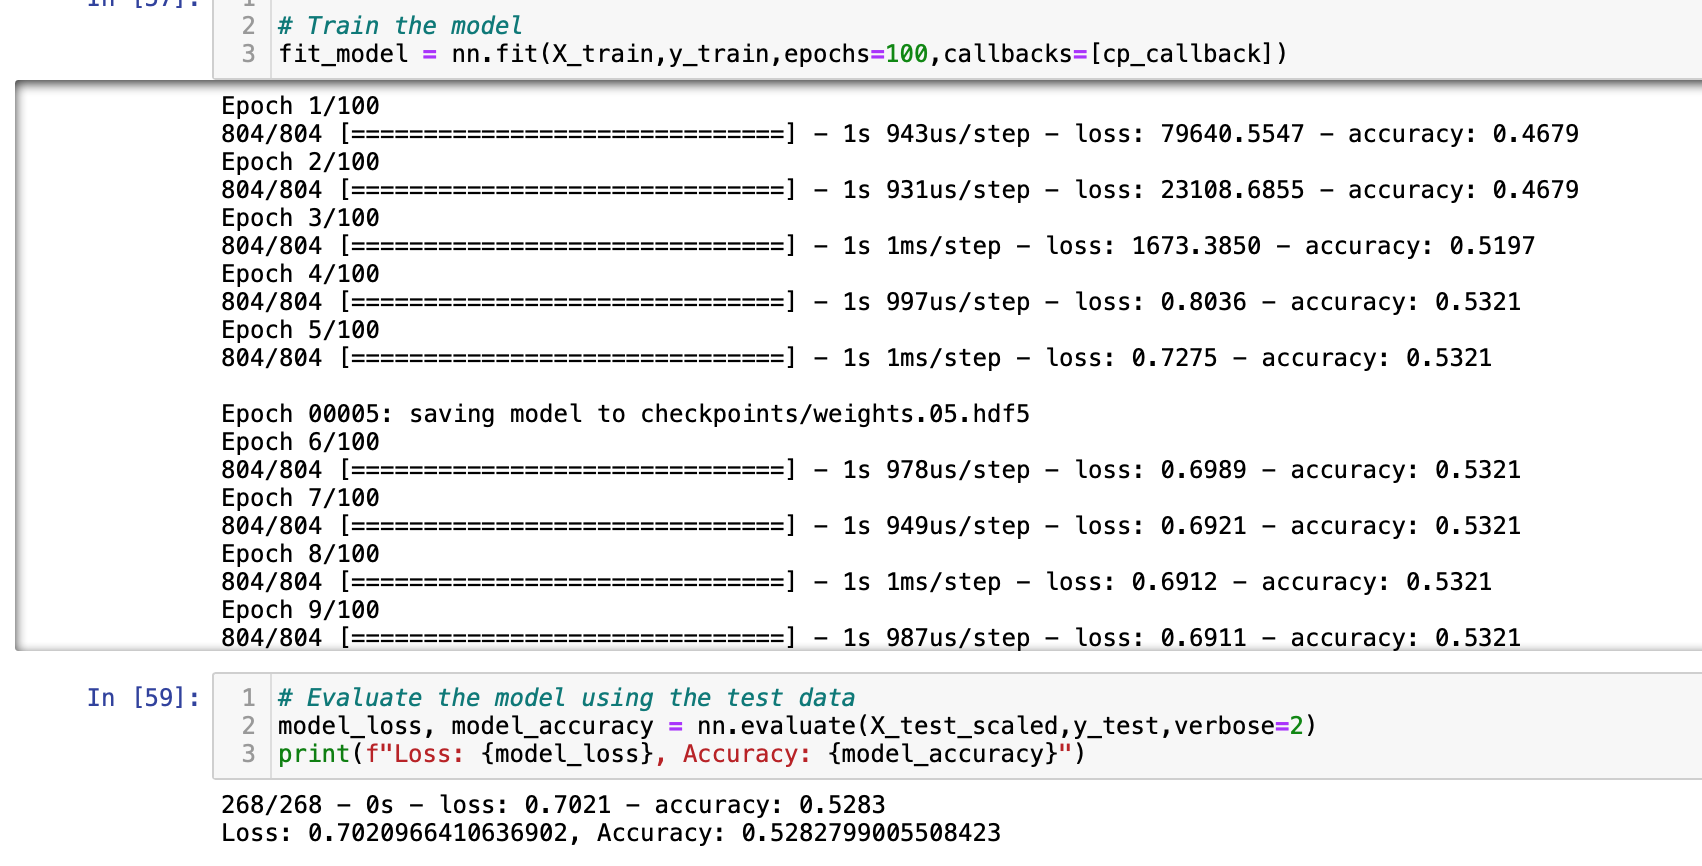 In [57]:
1
2 # Train the model
3 fit_model = nn.fit(X_train,y_train,epochs=100,callbacks=[cp_callback])
Epoch 1/100
804/804 [==============================] - 1s 943us/step - loss: 79640.5547 - accuracy: 0.4679
Epoch 2/100
804/804 [==============================] - 1s 931us/step - loss: 23108.6855 - accuracy: 0.4679
Epoch 3/100
804/804 [==============================] - 1s 1ms/step - loss: 1673.3850 - accuracy: 0.5197
Epoch 4/100
804/804 [==============================] - 1s 997us/step - loss: 0.8036 - accuracy: 0.5321
Epoch 5/100
804/804 [==============================] - 1s 1ms/step - loss: 0.7275 - accuracy: 0.5321
Epoch 00005: saving model to checkpoints/weights.05.hdf5
Epoch 6/100
804/804 [==============================] - 1s 978us/step - loss: 0.6989 - accuracy: 0.5321
Epoch 7/100
804/804 [==============================] - 1s 949us/step - loss: 0.6921 - accuracy: 0.5321
Epoch 8/100
804/804 [==============================] - 1s 1ms/step - loss: 0.6912 - accuracy: 0.5321
Epoch 9/100
804/804 [==============================] - 1s 987us/step - loss: 0.6911 - accuracy: 0.5321
In [59]:
1 # Evaluate the model using the test data
2 model_loss, model_accuracy = nn.evaluate(X_test_scaled,y_test,verbose=2)
3 print(f"Loss: {model_loss}, Accuracy: {model_accuracy}")
268/268 - 0s - loss: 0.7021 - accuracy: 0.5283
Loss: 0.7020966410636902, Accuracy: 0.5282799005508423